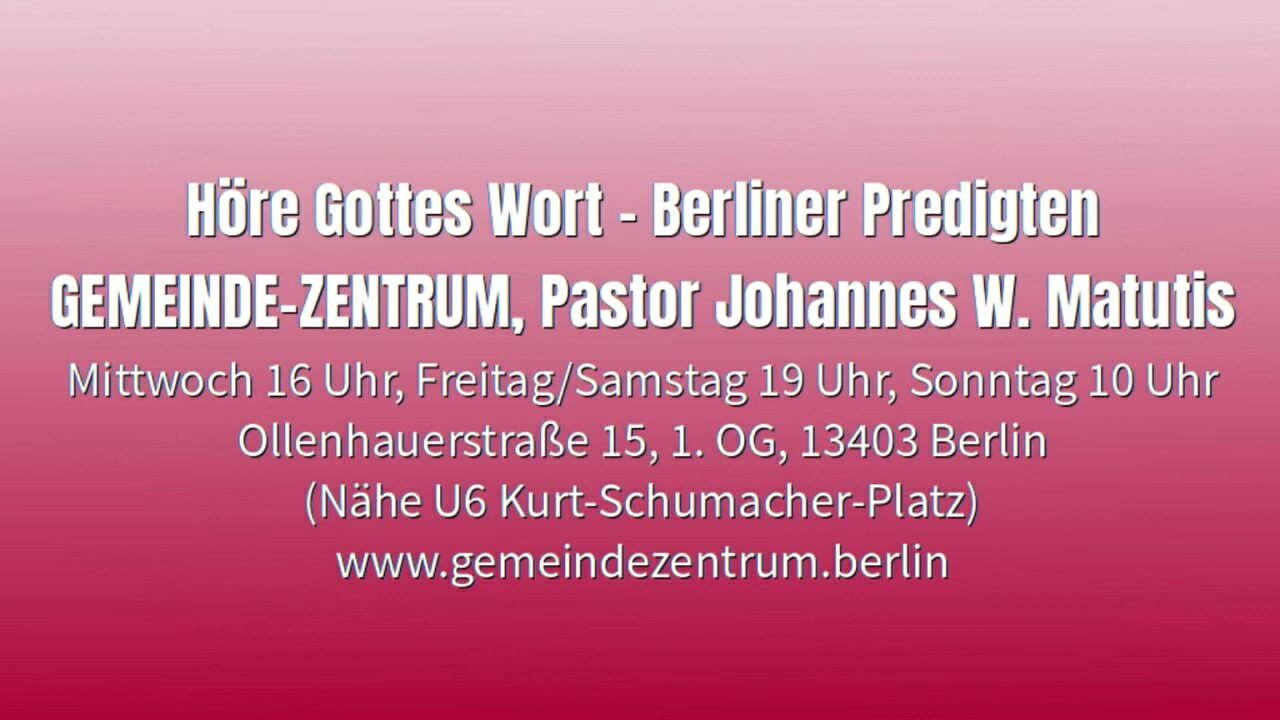 Höre Gottes Wort - Berliner Predigten
GEMEINDE-ZENTRUM, Pastor Johannes W. Matutis
Mittwoch 16 Uhr, Freitag/Samstag 19 Uhr, Sonntag 10 Uhr
Ollenhauerstraße 15, 1. OG, 13403 Berlin
(Nähe U6 Kurt-Schumacher-Platz)
www.gemeindezentrum.berlin